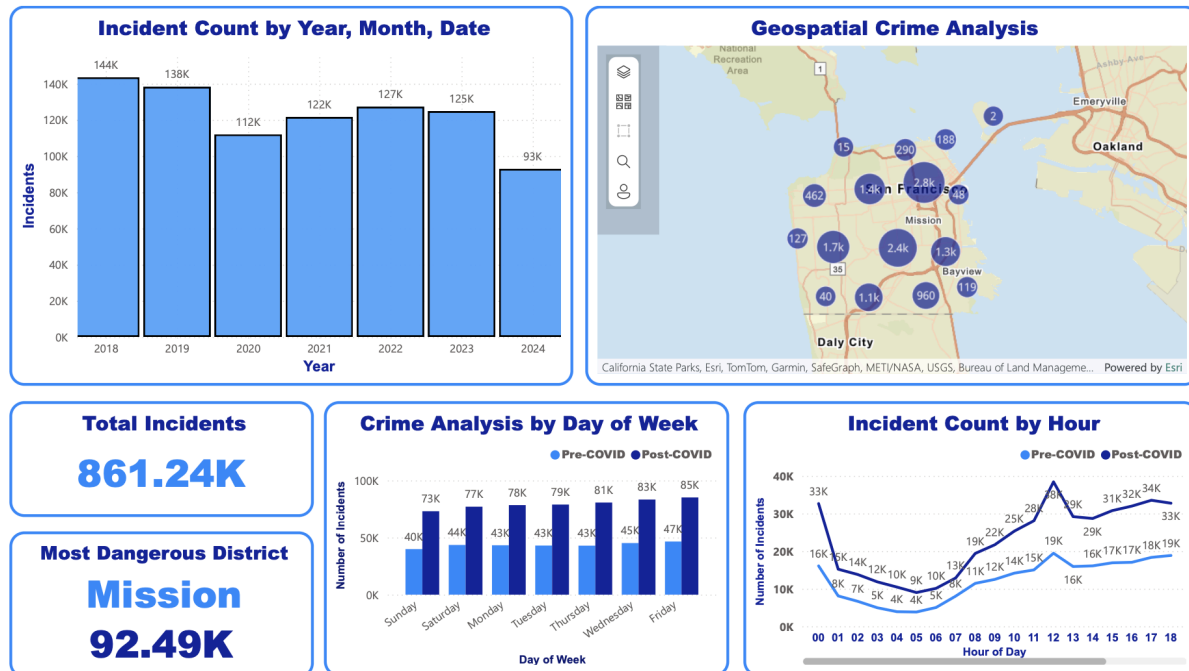 Incident Count by Year, Month, Date
Incidents
140K
120K
100K
80K
60K
40K
20K
0K
144K
138K
112K
122K
127K
125K
93K
2018
2019
2020
2021
2022
2023
2024
Year
Geospatial Crime Analysis
National
Recreation
Area
1
Ashby Ave
Emeryville
Oakland
2
188
290
15
2.8k
San Francisco
1.4k
48
462
Mission
127
1.7k
2.4k
1.3k
35
Bayview
119
40
1.1k
960
Daly City
California State Parks, Esri, TomTom, Garmin, SafeGraph, METI/NASA, USGS, Bureau of Land Manageme... Powered by Esri
Total Incidents
861.24K
Most Dangerous District
Mission
92.49K
Crime Analysis by Day of Week
Pre-COVID Post-COVID
Number of Incidents
100K
50K
0K
40K
73K
44K
77K
43K
78K
43K
79K
43K
81K
45K
83K
47K
85K
Sunday
Saturday
Monday
Tuesday
Thursday
Wednesday
Friday
Day of Week
Incident Count by Hour
Pre-COVID Post-COVID
Number of Incidents
40K
30K
20K
10K
0K
33K
15K
14K
12K
10K
9K
10K
13K
19K
22K
25K
28K
38K
29K
29K
31K
32K
34K
33K
16K
8K
7K
5K
4K
4K
5K
8K
11K
12K
14K
15K
19K
16K
16K
17K
17K
18K
19K
00 01 02 03 04 05 06 07 08 09 10 11 12 13 14 15 16 17 18
Hour of Day